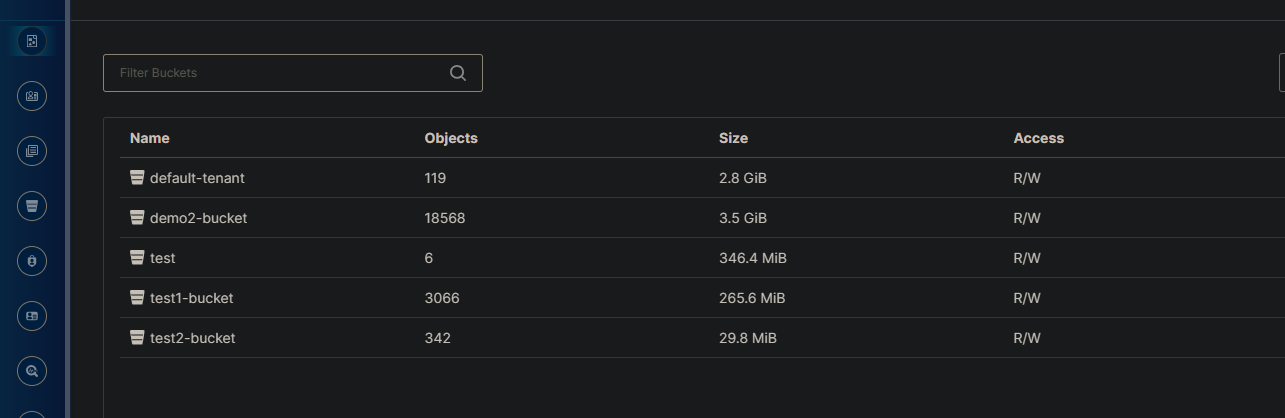 Filter Buckets
Name Objects Size Access
default-tenant 119 2.8 GiB R/W
demo2-bucket 18568 3.5 GiB R/W
test 6 346.4 MiB R/W
test1-bucket 3066 265.6 MiB R/W
test2-bucket 342 29.8 MiB R/W